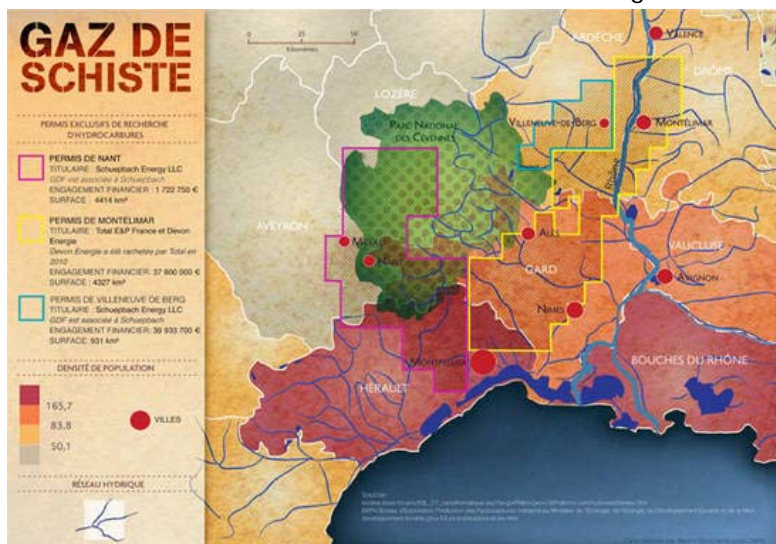 GAZ DE
SCHISTE
PERMIS EXCLUSIFS DE RECHERCHE
D'HYDROCARBURES
PERMIS DE NANT
TITULAIRE : Schuepbach Energy LLC
GDF est associée à Schuepbach
ENGAGEMENT FINANCIER : 1 722 750 €
SURFACE : 4414 km²
PERMIS DE MONTÉLIMAR
TITULAIRE : Total E&P France et Devon
Energie
Devon Energie a été rachetée par Total en
2010
ENGAGEMENT FINANCIER: 37 800 000 €
SURFACE : 4327 km²
PERMIS DE VILLENEUVE DE BERG
TITULAIRE : Schuepbach Energy LLC
GDF est associée à Schuepbach
ENGAGEMENT FINANCIER: 39 933 700 €
SURFACE: 931 km²
DENSITÉ DE POPULATION
165,7
83,8
50,1
VILLES
RÉSEAU HYDRIQUE
0 25 50
Kilomètres
ARDÈCHE
VALENCE
DRÔME
LOZÈRE
PARC NATIONAL
DES CÉVENNES
VILLENEUVE-DE-BERG
MONTÉLIMAR
RHÔNE
AVEYRON
MILLAU
NANT
ALÈS
GARD
VAUCLUSE
AVIGNON
NÎMES
MONTPELLIER
HÉRAULT
BOUCHES DU RHÔNE
Sources :